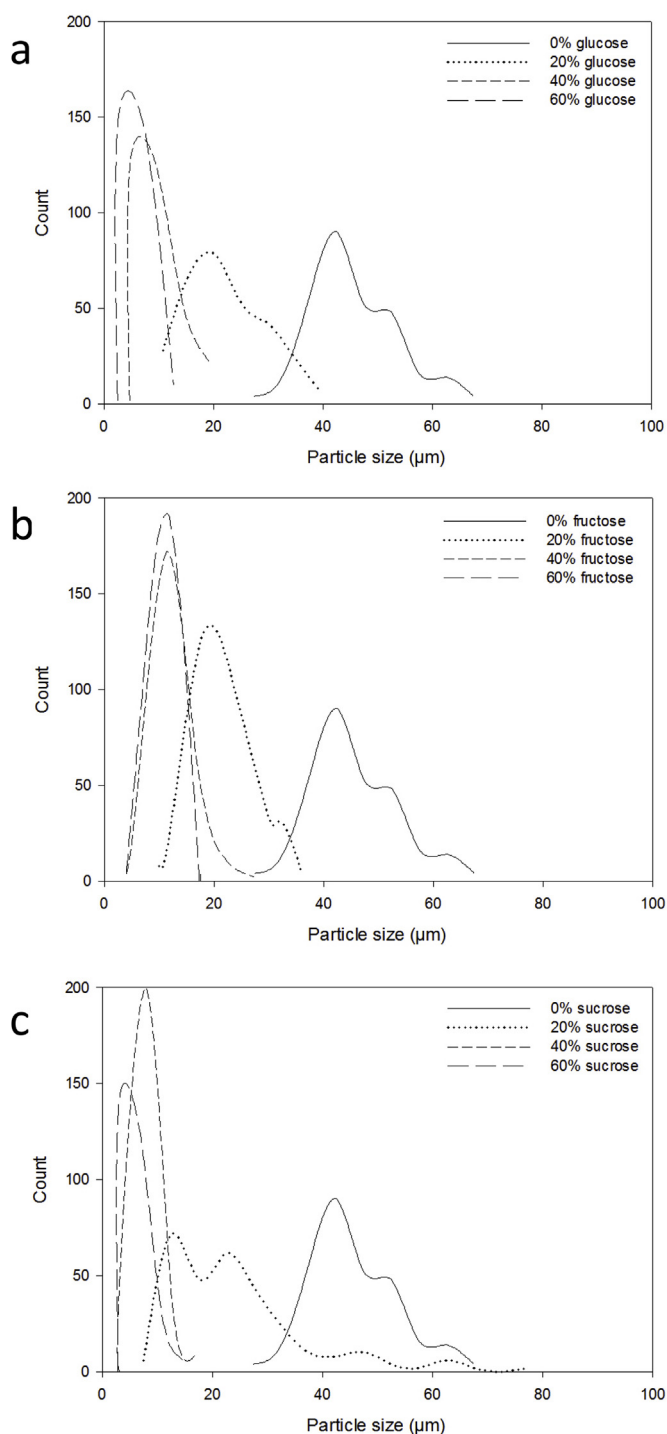 a
200
150
100
50
0
Count
0% glucose
20% glucose
40% glucose
60% glucose
0 20 40 60 80 100
Particle size (µm)
b
200
150
100
50
0
Count
0% fructose
20% fructose
40% fructose
60% fructose
0 20 40 60 80 100
Particle size (µm)
c
200
150
100
50
0
Count
0% sucrose
20% sucrose
40% sucrose
60% sucrose
0 20 40 60 80 100
Particle size (µm)